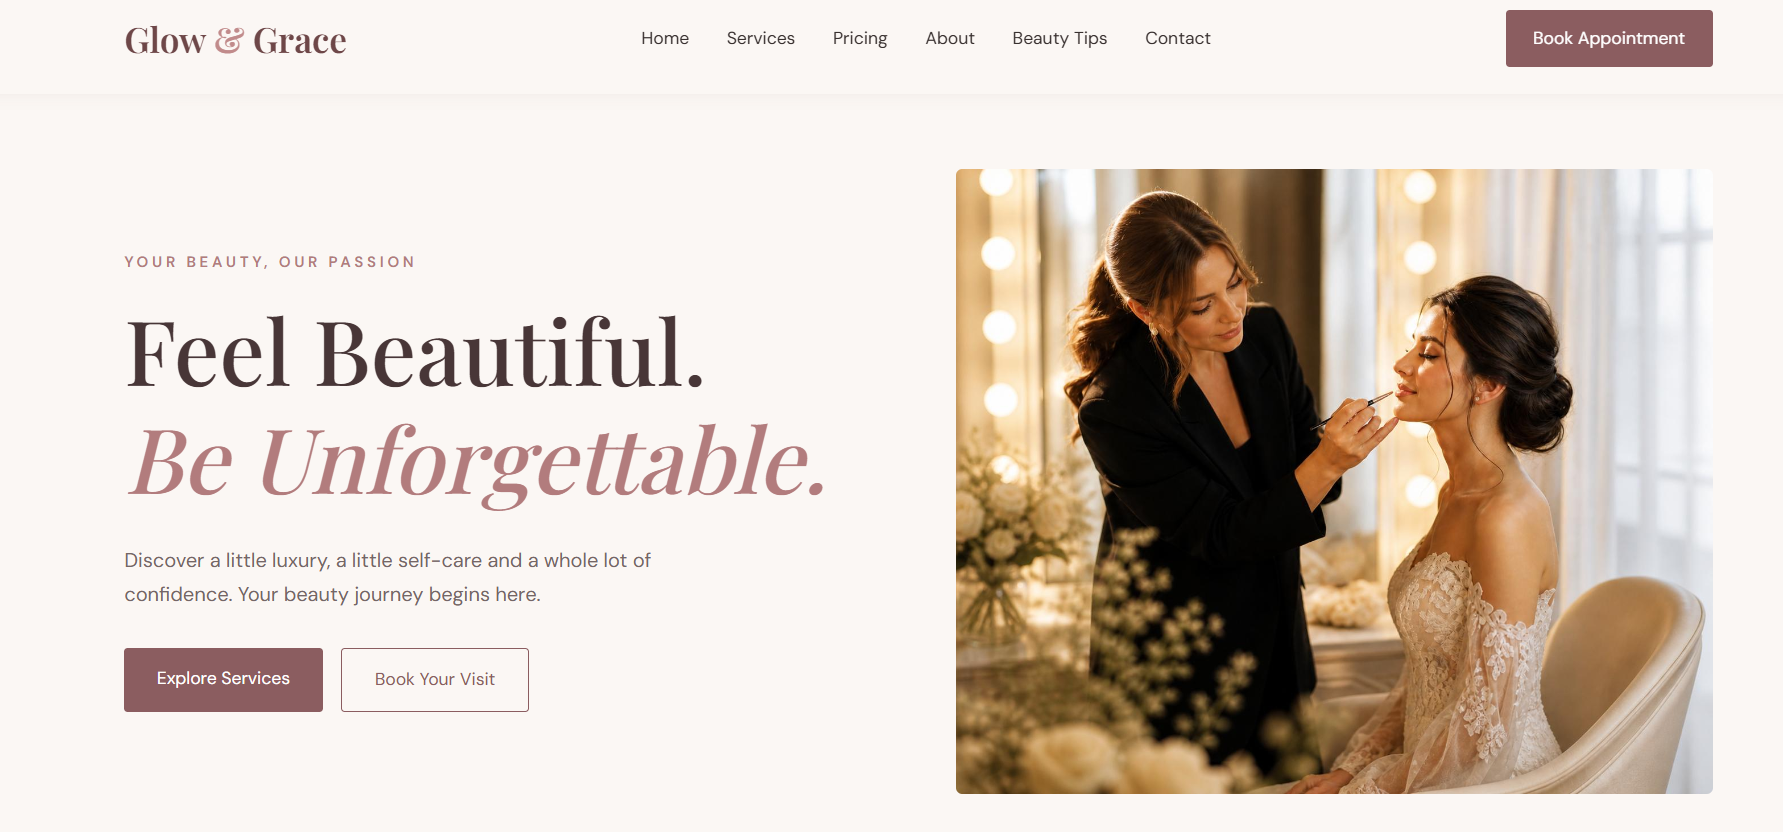 Glow & Grace
Home
Services
Pricing
About
Beauty Tips
Contact
Book Appointment
YOUR BEAUTY, OUR PASSION
Feel Beautiful.
Be Unforgettable.
Discover a little luxury, a little self-care and a whole lot of
confidence. Your beauty journey begins here.
Explore Services
Book Your Visit